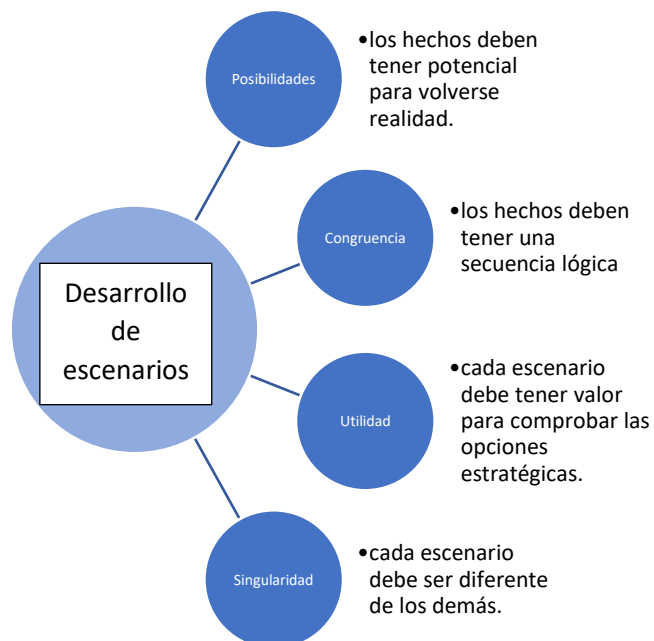 Posibilidades
•los hechos deben
tener potencial
para volverse
realidad.
Congruencia
•los hechos deben
tener una
secuencia lógica
Desarrollo
de
escenarios
Utilidad
•cada escenario
debe tener valor
para comprobar las
opciones
estratégicas.
Singularidad
•cada escenario
debe ser diferente
de los demás.